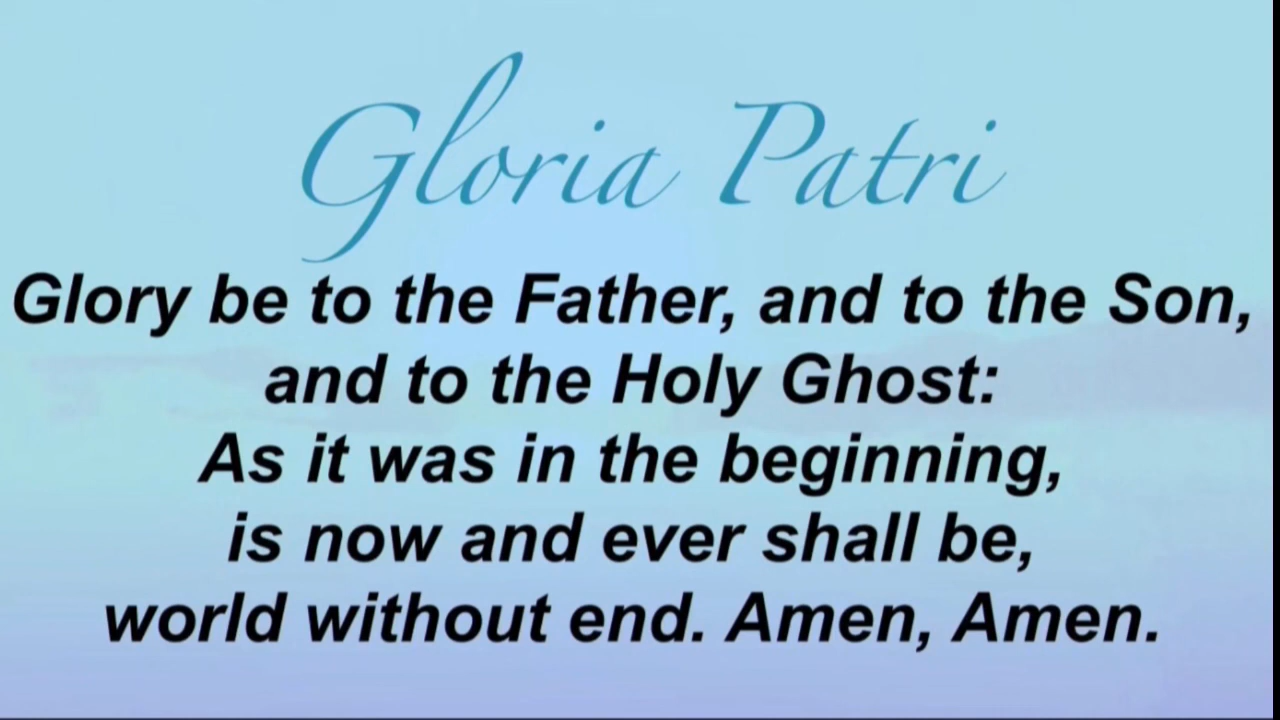 Gloria Patri
Glory be to the Father, and to the Son,
and to the Holy Ghost:
As it was in the beginning,
is now and ever shall be,
world without end. Amen, Amen.